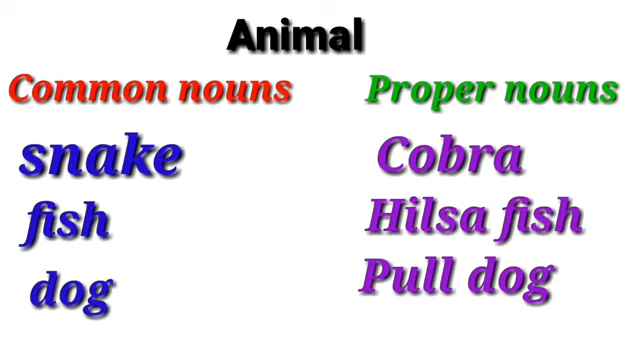 Animal
Common nouns Proper nouns
snake Cobra
fish Hilsa fish
dog Pull dog